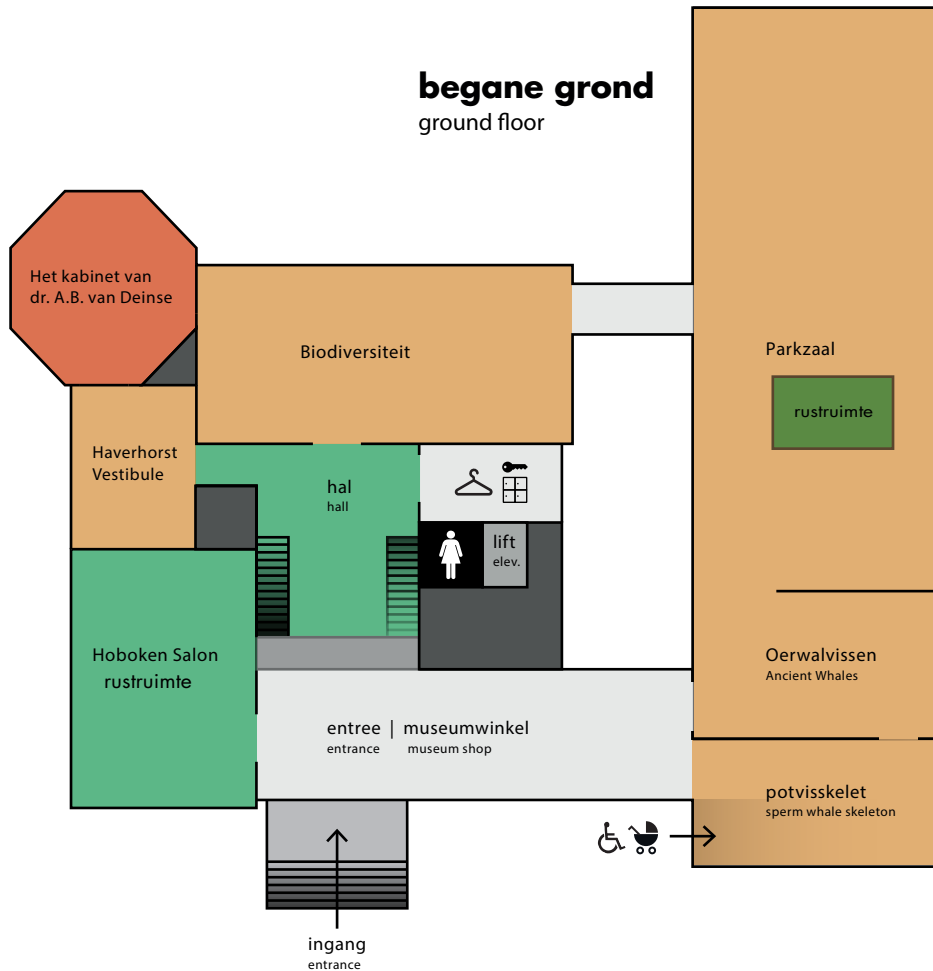 begane grond
ground floor
Het kabinet van
dr. A.B. van Deinse
Biodiversiteit
Parkzaal
rustruimte
Haverhorst
Vestibule
hal
hall
lift
elev.
Hoboken Salon
rustruimte
Oerwalvissen
Ancient Whales
entree | museumwinkel
entrance museum shop
potvisskelet
sperm whale skeleton
ingang
entrance